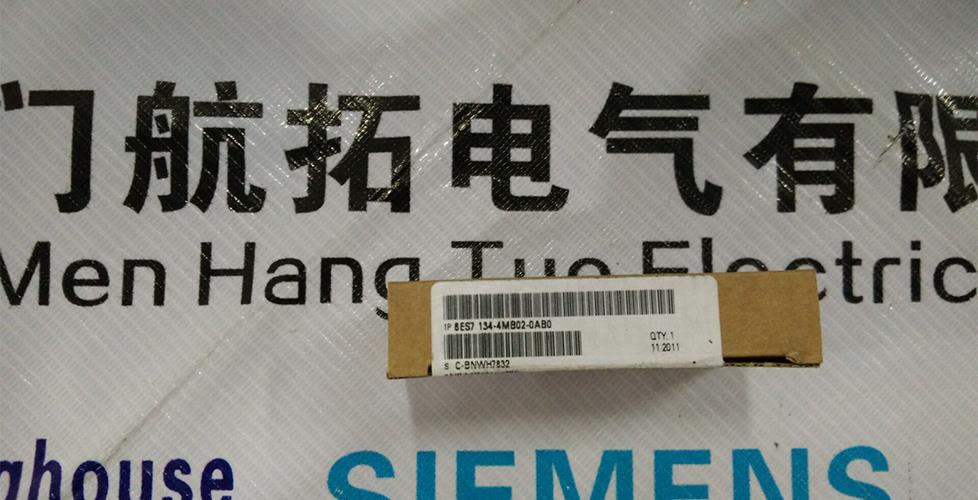 门航拓电气有限
Men Hang Tuo Electric
1P 6ES7 134-4MB02-0AB0
QTY:1
11.2011
S C-BNWH7832
ghouse
SIEMENS